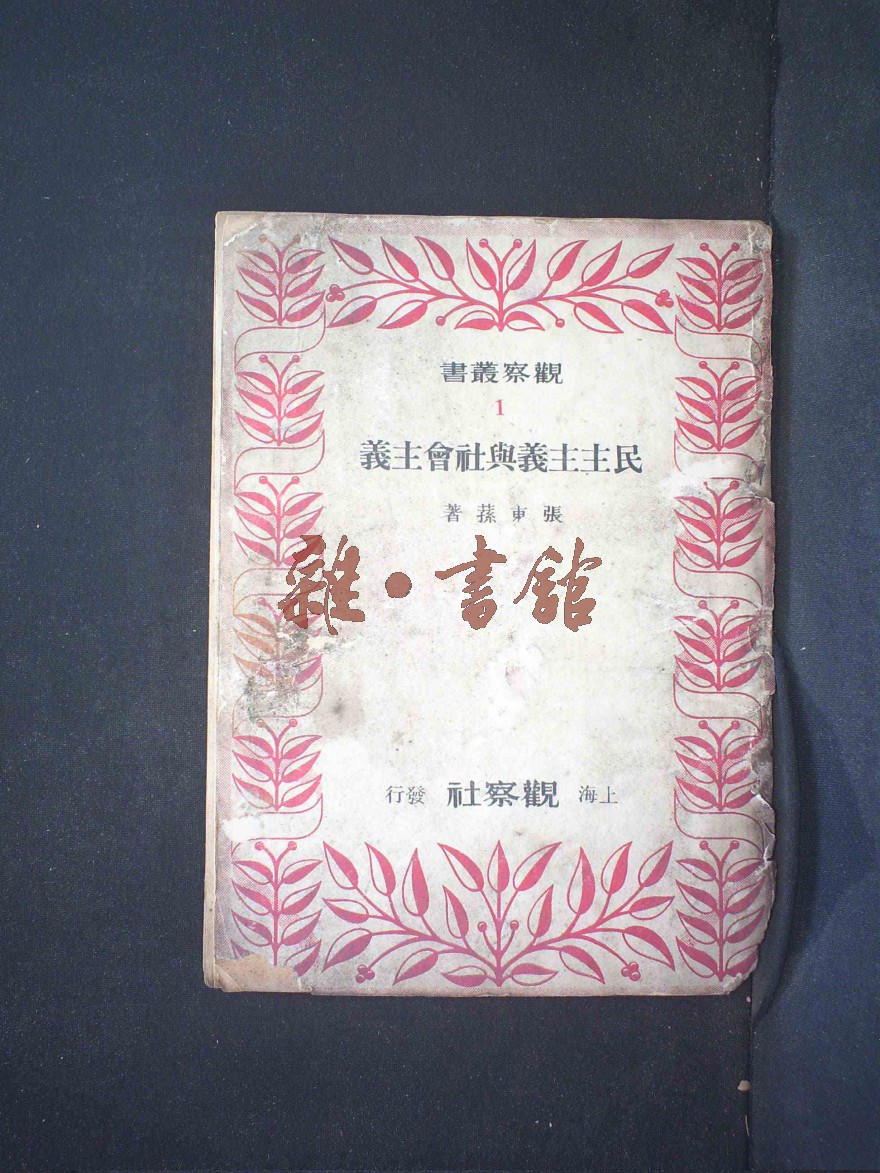 觀察叢書
1
民主主義與社會主義
張東蓀著
雜·書館
上海 觀察社 發行